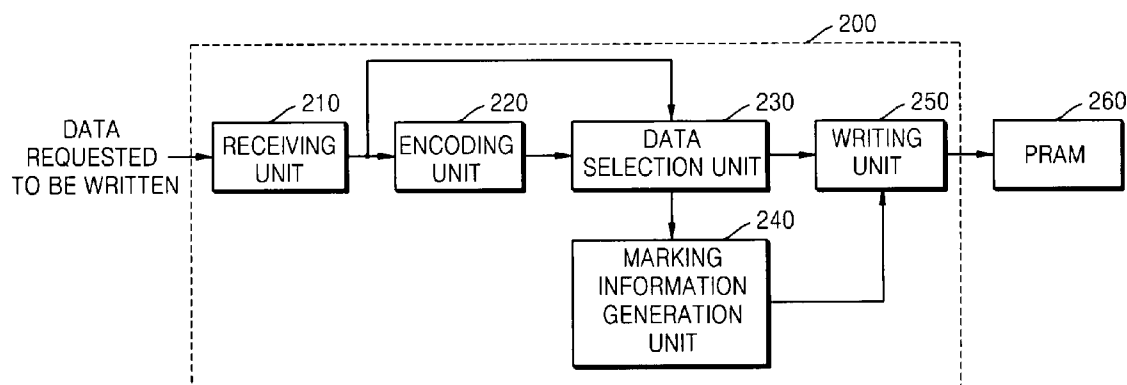 200
210
220
230
250
260
DATA
REQUESTED
TO BE WRITTEN
RECEIVING
UNIT
ENCODING
UNIT
DATA
SELECTION UNIT
WRITING
UNIT
PRAM
240
MARKING
INFORMATION
GENERATION
UNIT